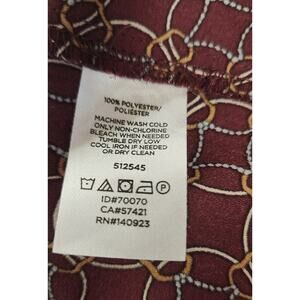 100% POLYESTER/
POLIÉSTER
MACHINE WASH COLD
ONLY NON-CHLORINE
BLEACH WHEN NEEDED
TUMBLE DRY LOW
COOL IRON IF NEEDED
OR DRY CLEAN
512545
ID#70070
CA#57421
RN#140923